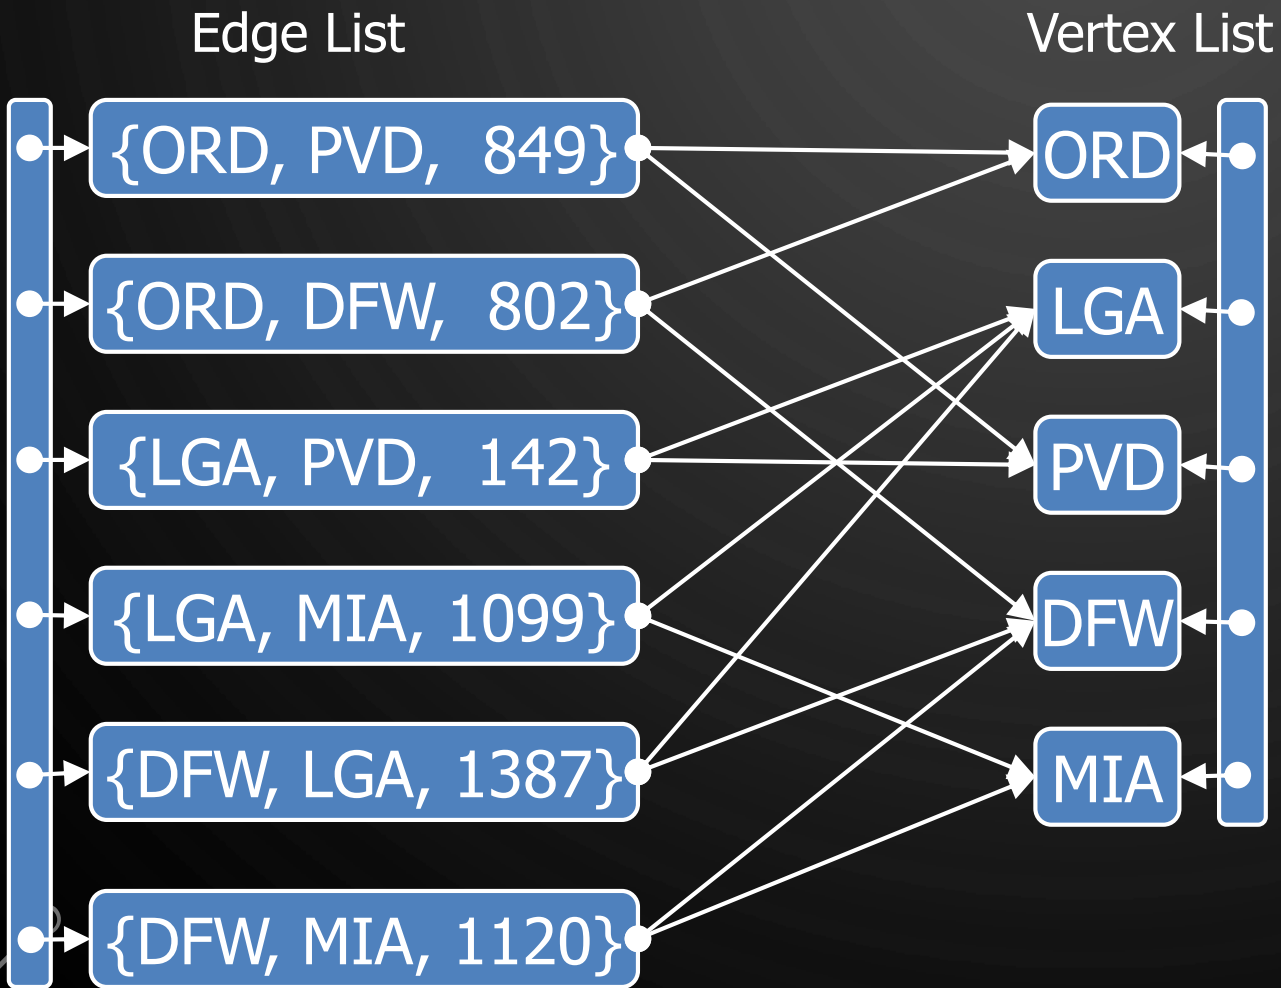 Edge List
Vertex List
{ORD, PVD, 849}
ORD
{ORD, DFW, 802}
LGA
{LGA, PVD, 142}
PVD
{LGA, MIA, 1099}
DFW
{DFW, LGA, 1387}
MIA
{DFW, MIA, 1120}